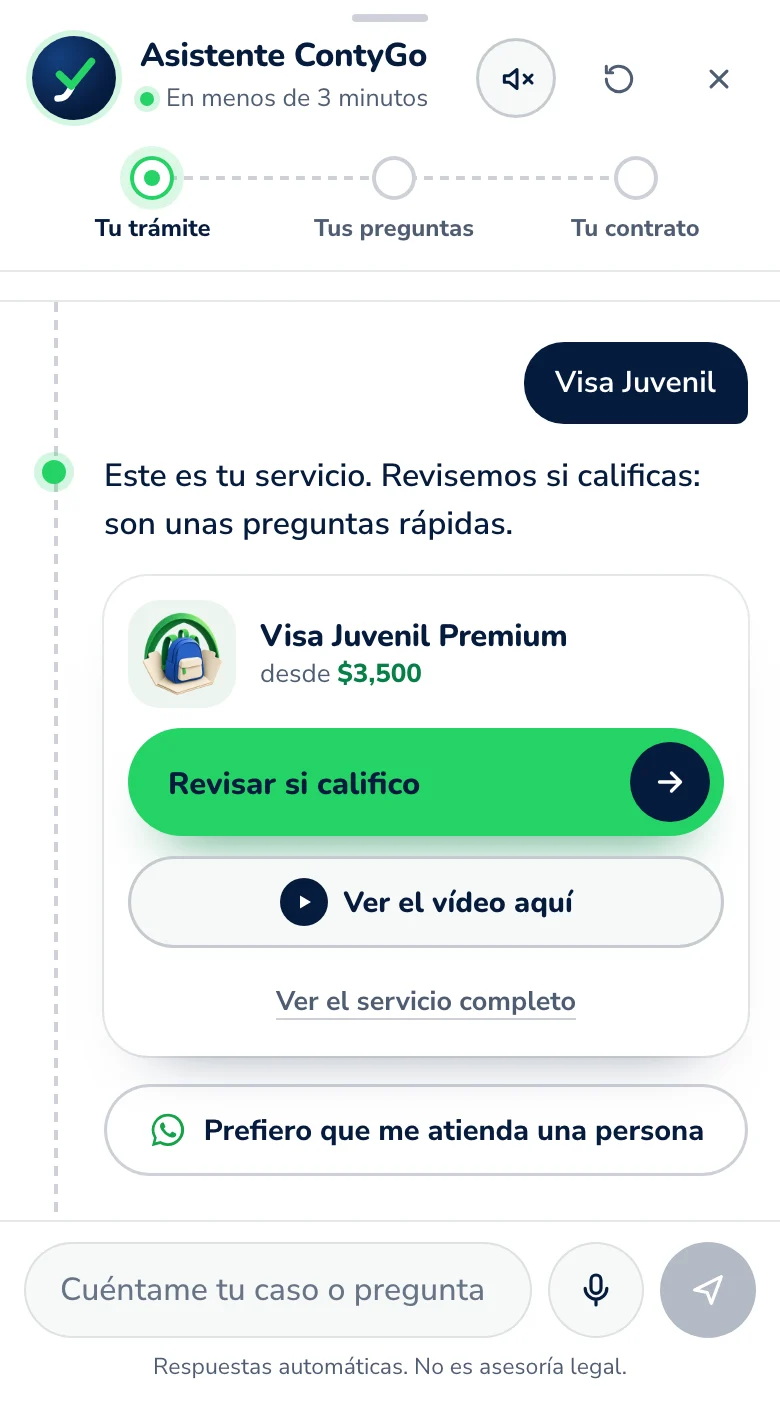 Asistente ContyGo
En menos de 3 minutos
Tu trámite
Tus preguntas
Tu contrato
Visa Juvenil
Este es tu servicio. Revisemos si calificas:
son unas preguntas rápidas.
Visa Juvenil Premium
desde $3,500
Revisar si califico
Ver el vídeo aquí
Ver el servicio completo
Prefiero que me atienda una persona
Cuéntame tu caso o pregunta
Respuestas automáticas. No es asesoría legal.